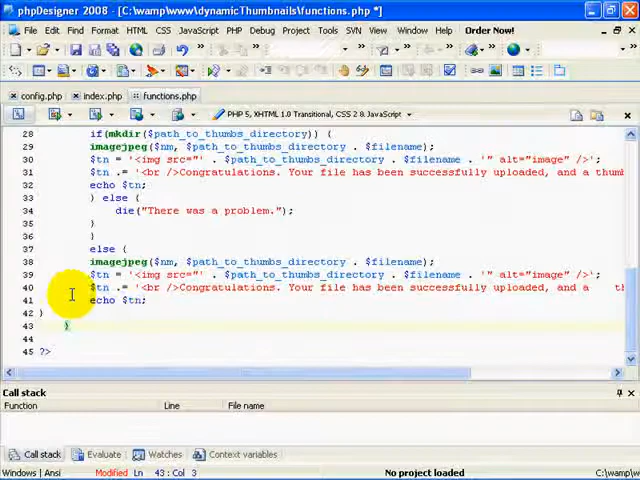 phpDesigner 2008 - [C:\wamp\www\dynamicThumbnails\functions.php *]
File Edit Find Format HTML CSS JavaScript PHP Debug Project Tools SVN View Window Help Order Now!
config.php index.php functions.php
PHP 5, XHTML 1.0 Transitional, CSS 2 & JavaScript
28 if(mkdir($path_to_thumbs_directory)) {
29 imagejpeg($nm, $path_to_thumbs_directory . $filename);
30 $tn = '<img src="' . $path_to_thumbs_directory . $filename . '" alt="image" />';
31 $tn .= '<br />Congratulations. Your file has been successfully uploaded, and a thum
32 echo $tn;
33 } else {
34 die("There was a problem.");
35 }
36 }
37 else {
38 imagejpeg($nm, $path_to_thumbs_directory . $filename);
39 $tn = '<img src="' . $path_to_thumbs_directory . $filename . '" alt="image" />';
40 $tn .= '<br />Congratulations. Your file has been successfully uploaded, and a th
41 echo $tn;
42 }
43 }
44
45 ?>
Call stack
Function Location File name
Call stack Evaluate Watches Context variables
Windows | Ansi Modified Ln 43 : Col 3 No project loaded C:\wamp\w